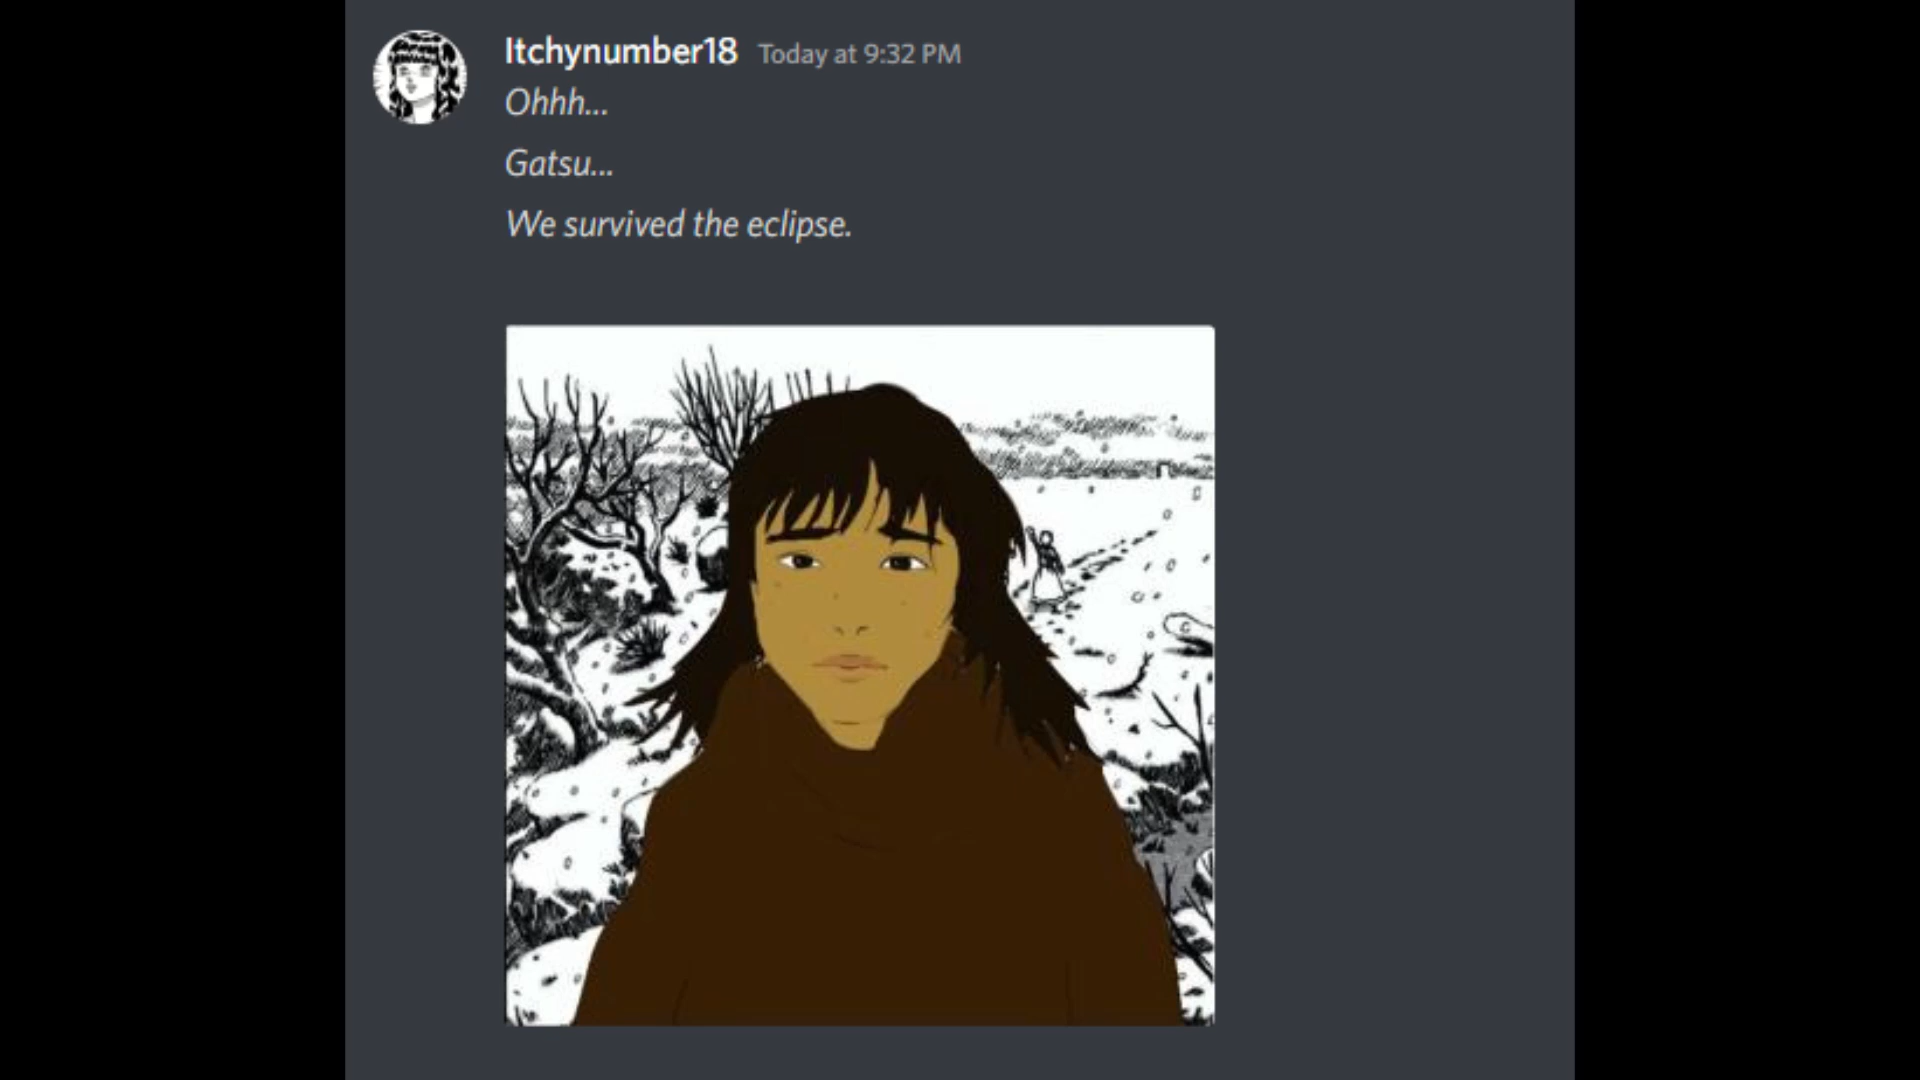 Itchynumber18 Today at 9:32 PM
Ohhh...
Gatsu...
We survived the eclipse.